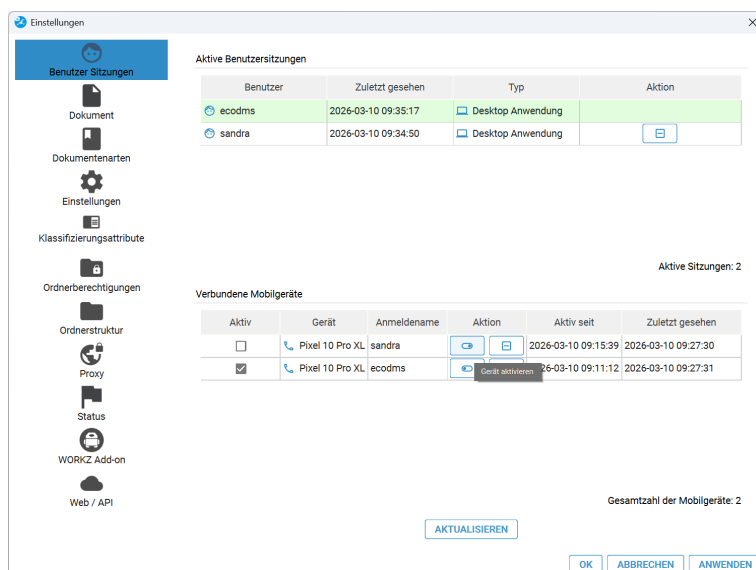 Einstellungen
Benutzer Sitzungen
Dokument
Dokumentenarten
Einstellungen
Klassifizierungsattribute
Ordnerberechtigungen
Ordnerstruktur
Proxy
Status
WORKZ Add-on
Web / API
Aktive Benutzersitzungen
Benutzer Zuletzt gesehen Typ Aktion
ecodms 2026-03-10 09:35:17 Desktop Anwendung
sandra 2026-03-10 09:34:50 Desktop Anwendung
Aktive Sitzungen: 2
Verbundene Mobilgeräte
Aktiv Gerät Anmeldename Aktion Aktiv seit Zuletzt gesehen
Pixel 10 Pro XL sandra 2026-03-10 09:15:39 2026-03-10 09:27:30
Pixel 10 Pro XL ecodms 26-03-10 09:11:12 2026-03-10 09:27:31
Gerät aktivieren
Gesamtzahl der Mobilgeräte: 2
AKTUALISIEREN
OK ABBRECHEN ANWENDEN